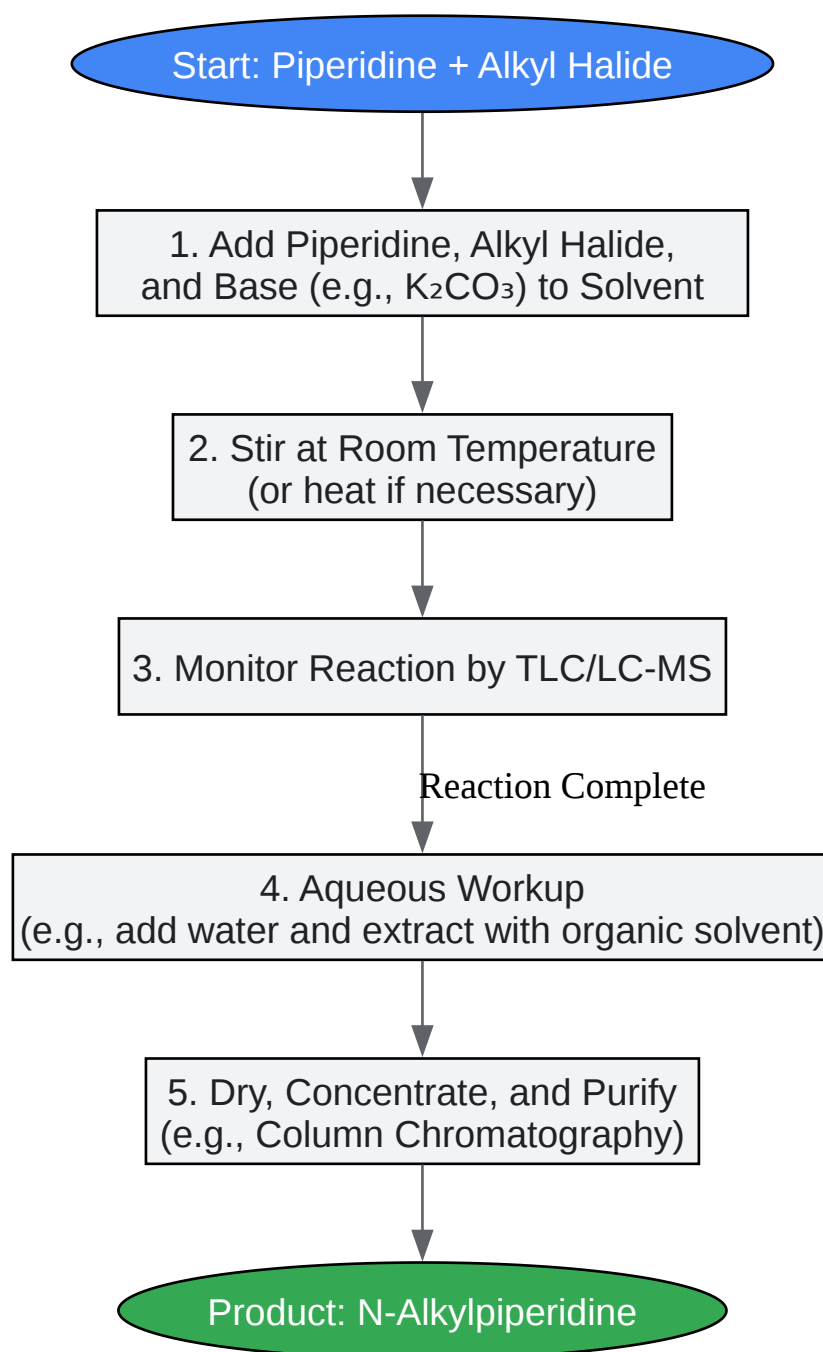 Start: Piperidine + Alkyl Halide
1. Add Piperidine, Alkyl Halide,
and Base (e.g., K₂CO₃) to Solvent
2. Stir at Room Temperature
(or heat if necessary)
3. Monitor Reaction by TLC/LC-MS
Reaction Complete
4. Aqueous Workup
(e.g., add water and extract with organic solvent)
5. Dry, Concentrate, and Purify
(e.g., Column Chromatography)
Product: N-Alkylpiperidine